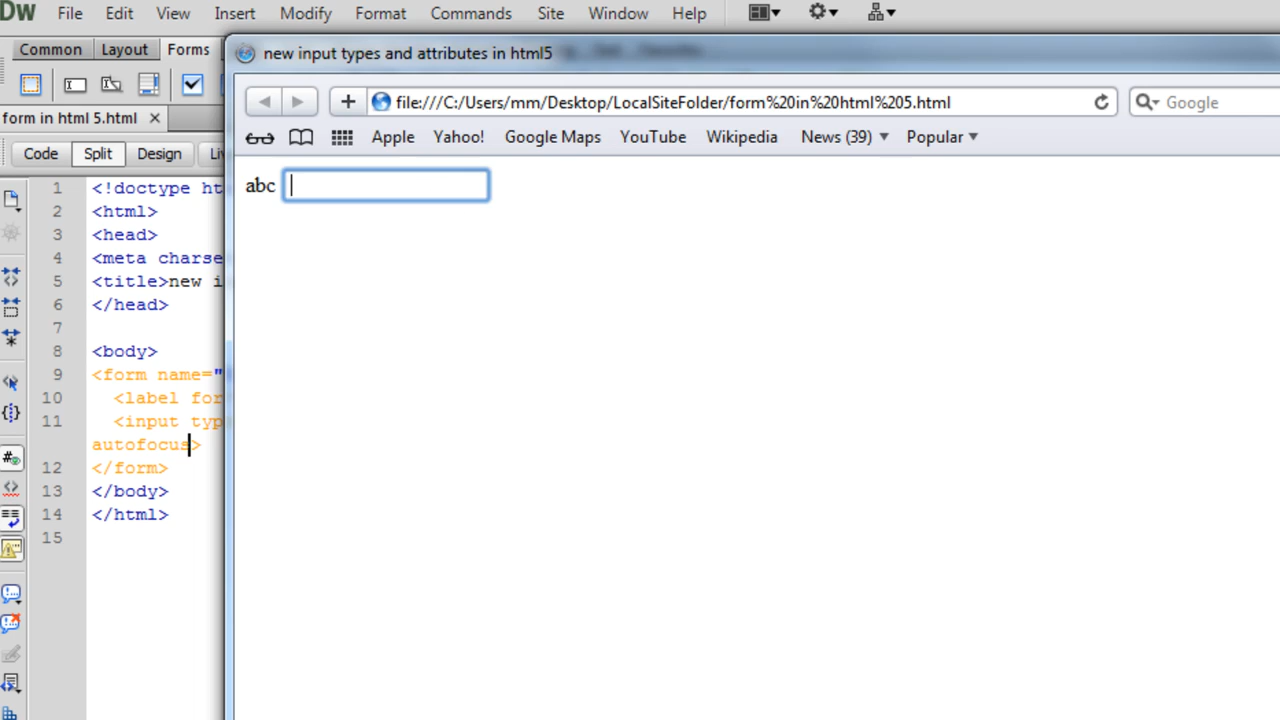 Dw File Edit View Insert Modify Format Commands Site Window Help
Common Layout Forms
new input types and attributes in html5
file:///C:/Users/mm/Desktop/LocalSiteFolder/form%20in%20html%205.html
Google
form in html 5.html
Apple Yahoo! Google Maps YouTube Wikipedia News (39) Popular
Code Split Design
abc
1 <!doctype ht
2 <html>
3 <head>
4 <meta charse
5 <title>new i
6 </head>
7
8 <body>
9 <form name="
10 <label for
11 <input typ
autofocus>
12 </form>
13 </body>
14 </html>
15